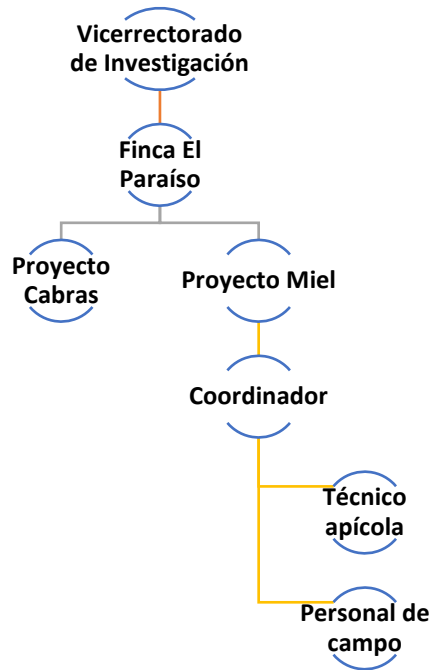 Vicerrectorado
de Investigación
Finca El
Paraíso
Proyecto
Cabras
Proyecto Miel
Coordinador
Técnico
apícola
Personal de
campo